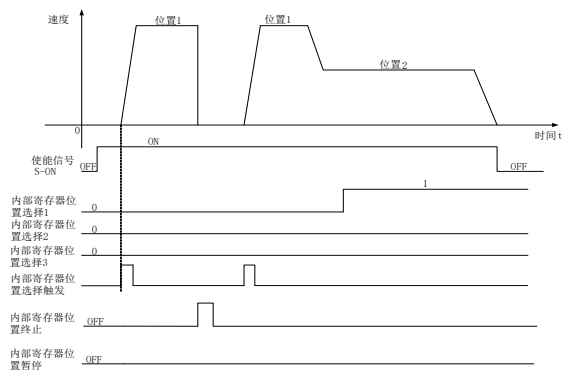 速度
位置1
位置1
位置2
0
时间t
使能信号
S-ON
OFF
ON
OFF
内部寄存器位
置选择1
0
1
内部寄存器位
置选择2
0
内部寄存器位
置选择3
0
内部寄存器位
置选择触发
内部寄存器位
置终止
OFF
内部寄存器位
置暂停
OFF